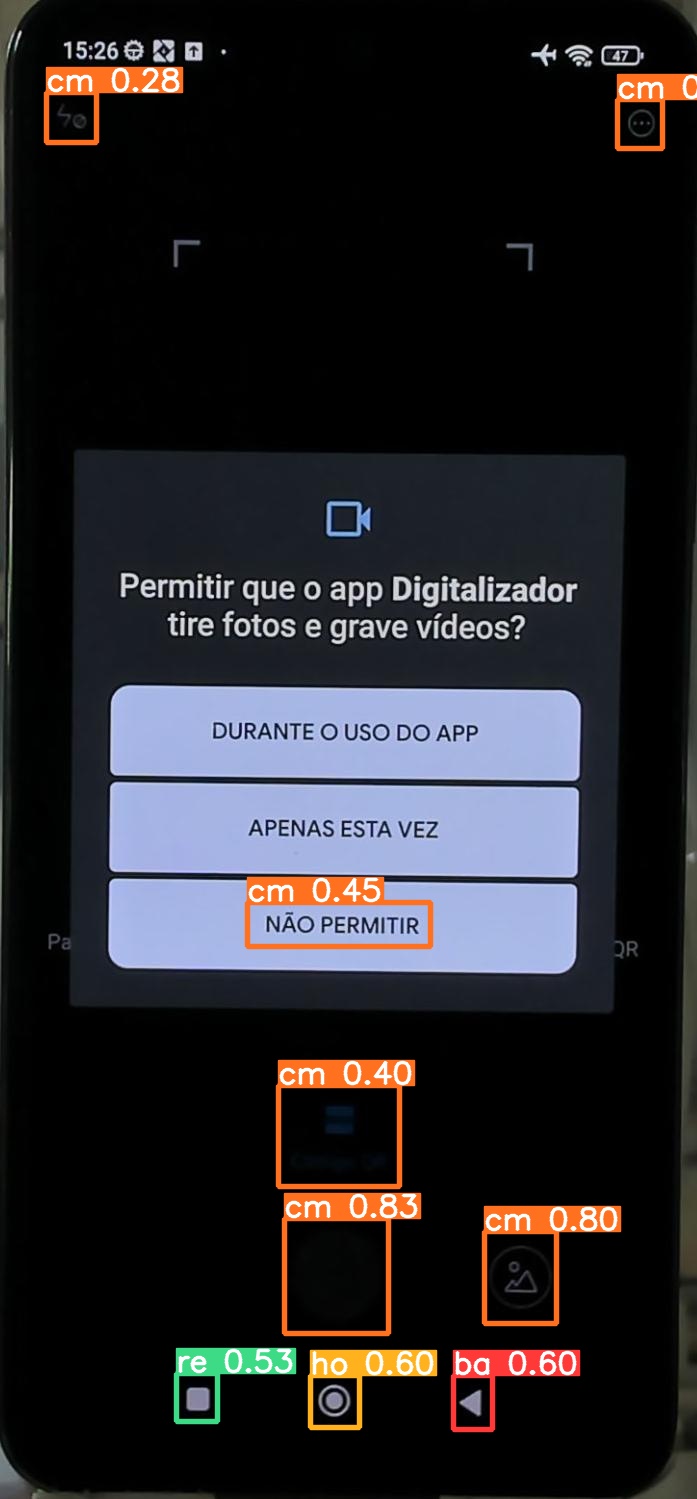 15:26
47
cm 0.28
cm 0
Permitir que o app Digitalizador
tire fotos e grave vídeos?
DURANTE O USO DO APP
APENAS ESTA VEZ
cm 0.45
NÃO PERMITIR
Pa
QR
cm 0.40
cm 0.83
cm 0.80
re 0.53
ho 0.60
ba 0.60